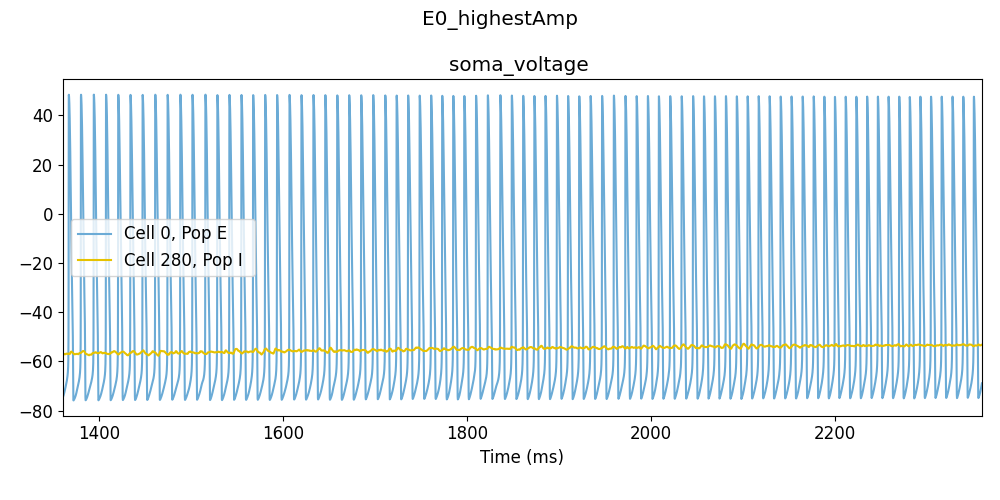 E0_highestAmp
soma_voltage
40
20
0
−20
−40
−60
−80
Cell 0, Pop E
Cell 280, Pop I
1400 1600 1800 2000 2200
Time (ms)